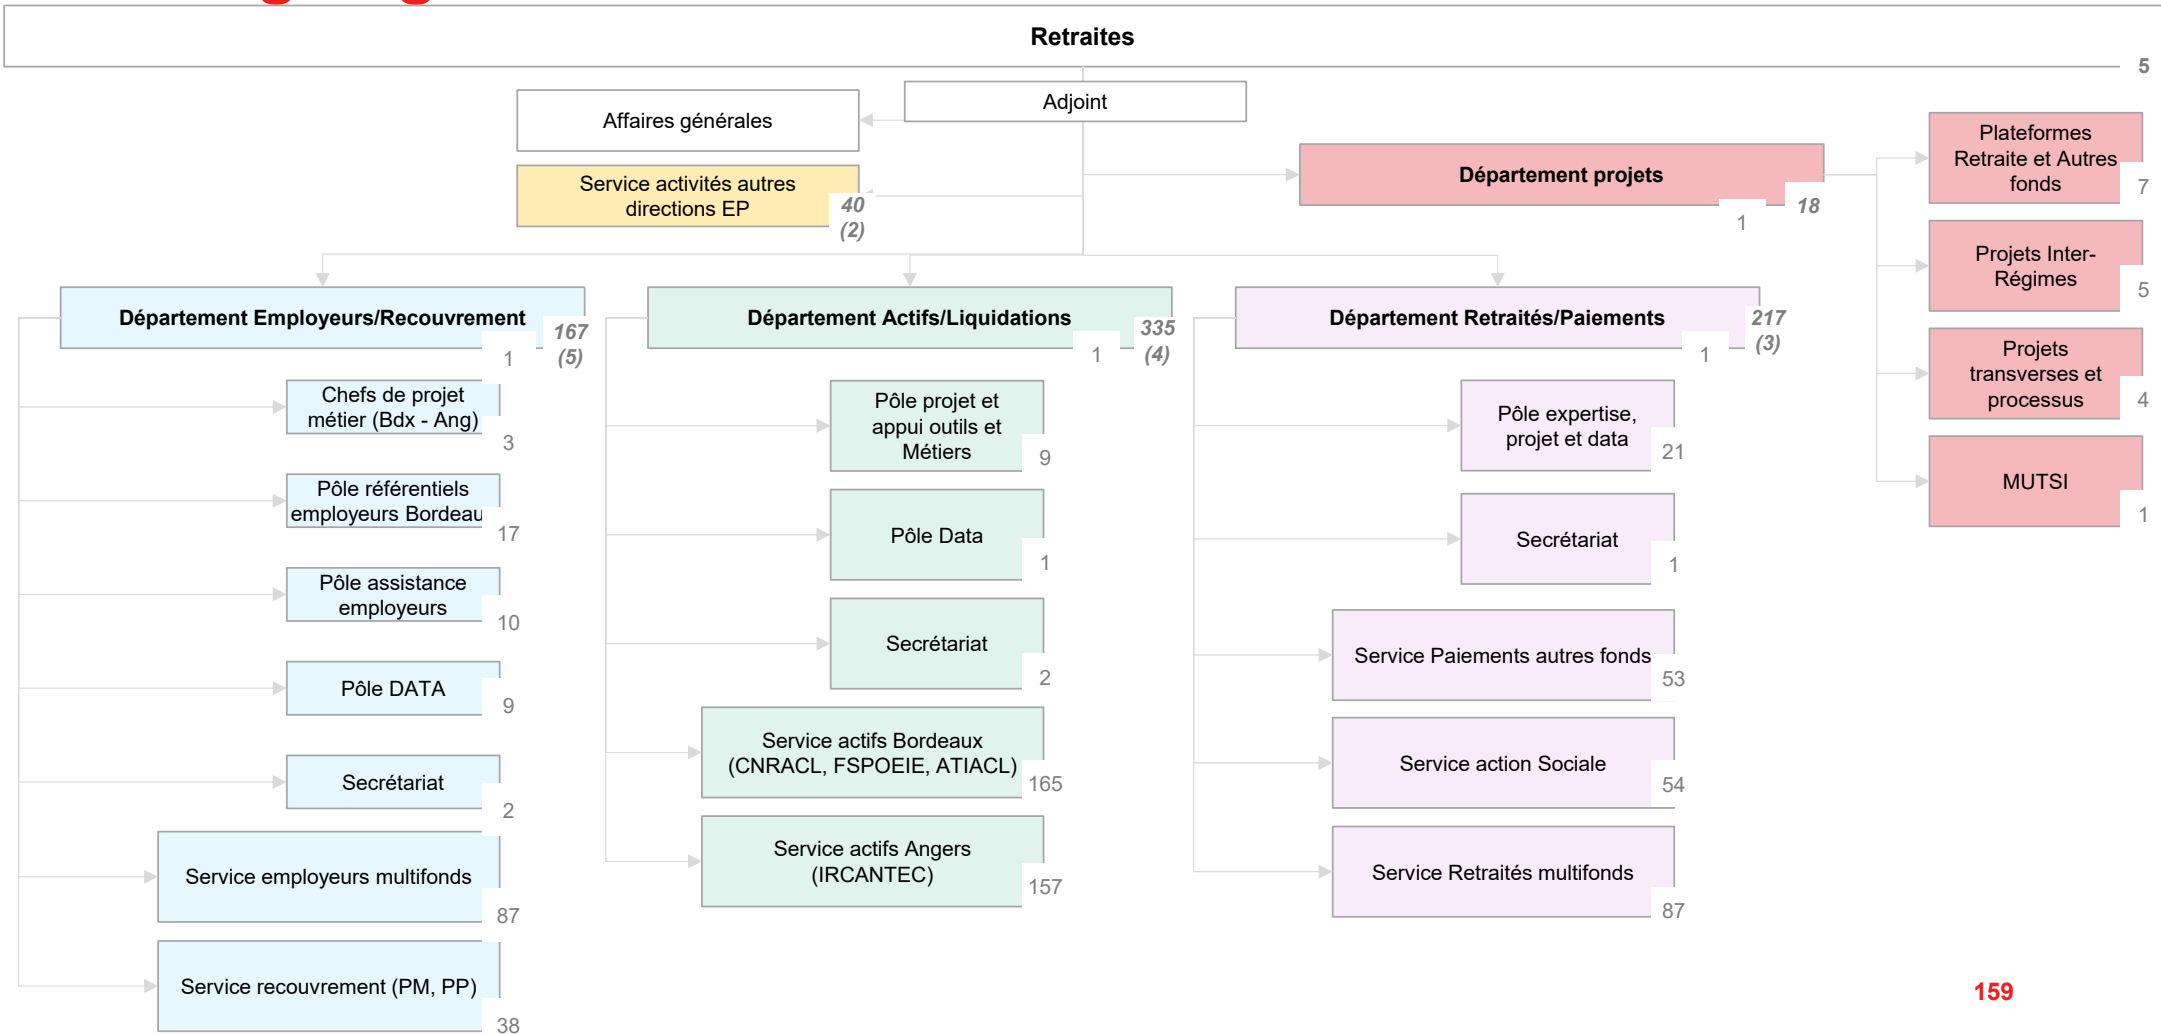 Retraites
5
Adjoint
Affaires générales
Service activités autres
directions EP
40
(2)
Département projets
18
1
Plateformes
Retraite et Autres
fonds
7
Projets Inter-
Régimes
5
Projets
transverses et
processus
4
MUTSI
1
Département Employeurs/Recouvrement
167
(5)
1
Chefs de projet
métier (Bdx - Ang)
3
Pôle référentiels
employeurs Bordeau
17
Pôle assistance
employeurs
10
Pôle DATA
9
Secrétariat
2
Service employeurs multifonds
87
Service recouvrement (PM, PP)
38
Département Actifs/Liquidations
335
(4)
1
Pôle projet et
appui outils et
Métiers
9
Pôle Data
1
Secrétariat
2
Service actifs Bordeaux
(CNRACL, FSPOEIE, ATIACL)
165
Service actifs Angers
(IRCANTEC)
157
Département Retraités/Paiements
217
(3)
1
Pôle expertise,
projet et data
21
Secrétariat
1
Service Paiements autres fonds
53
Service action Sociale
54
Service Retraités multifonds
87
159